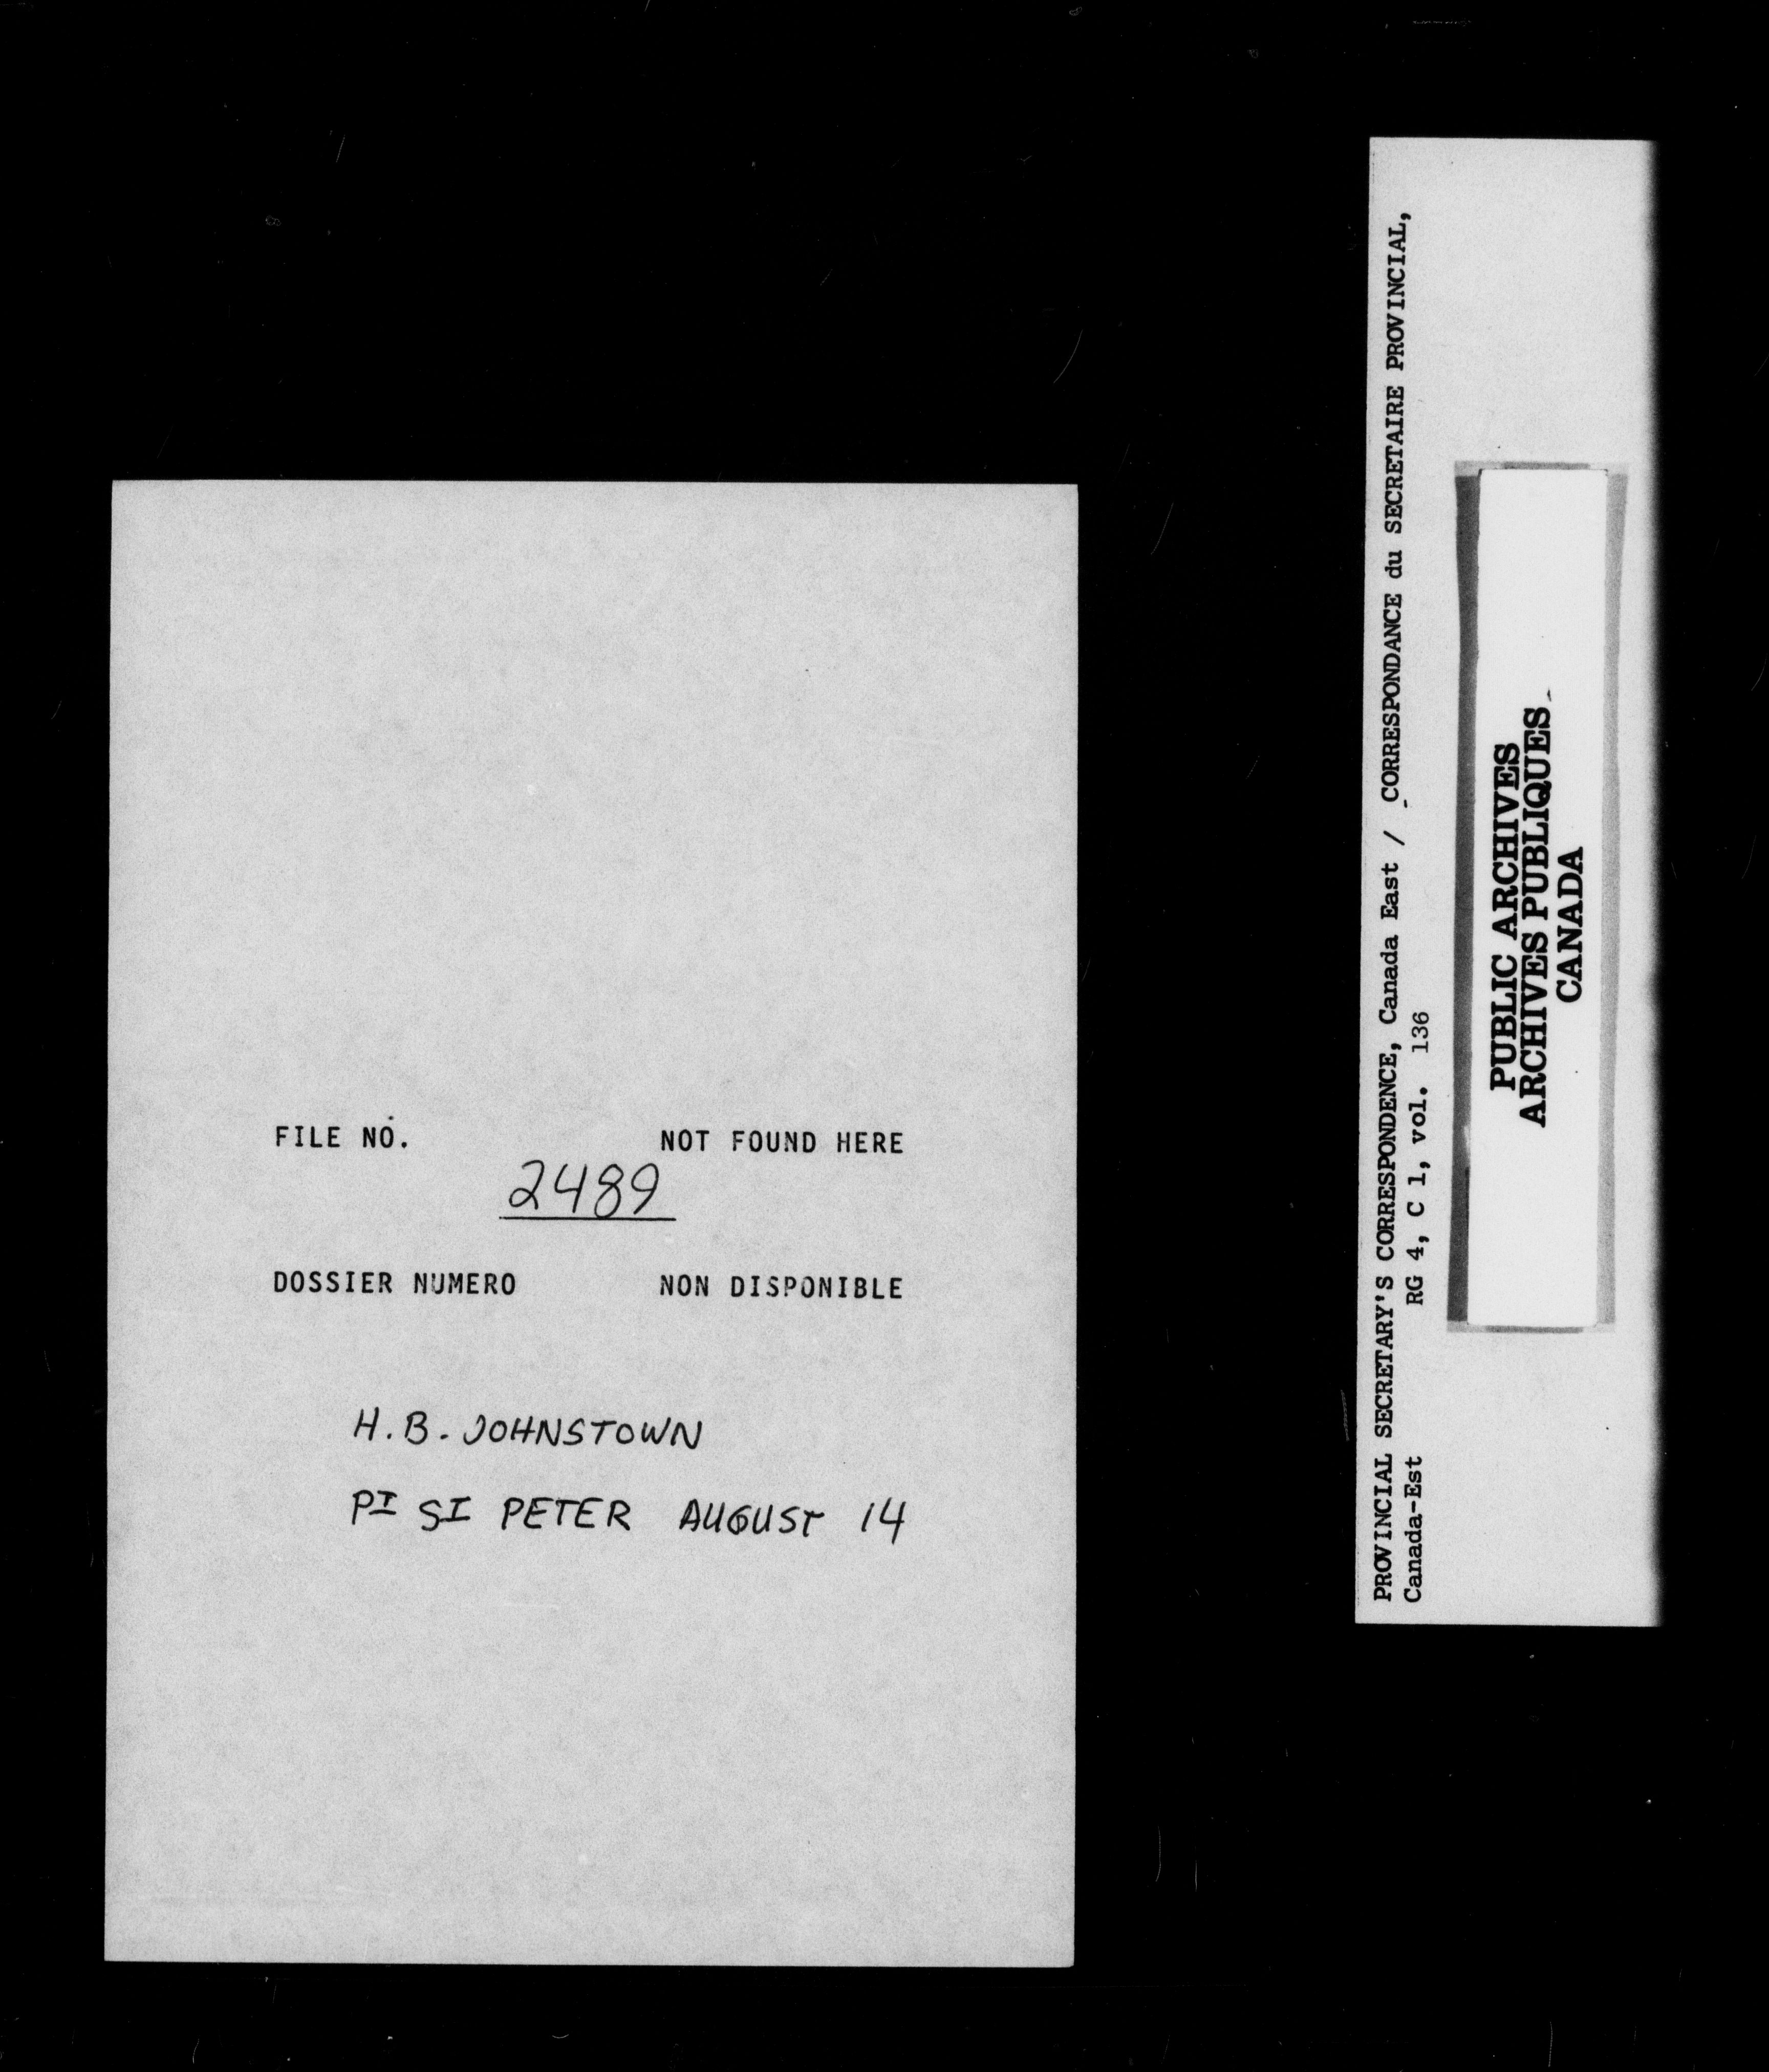 FILE NO. NOT FOUND HERE
2489
DOSSIER NUMERO NON DISPONIBLE
H.B. JOHNSTOWN
PT ST PETER AUGUST 14
PROVINCIAL SECRETARY'S CORRESPONDENCE, Canada East / CORRESPONDANCE du SECRETAIRE PROVINCIAL,
Canada-Est RG 4, C 1, vol. 136
PUBLIC ARCHIVES
ARCHIVES PUBLIQUES
CANADA